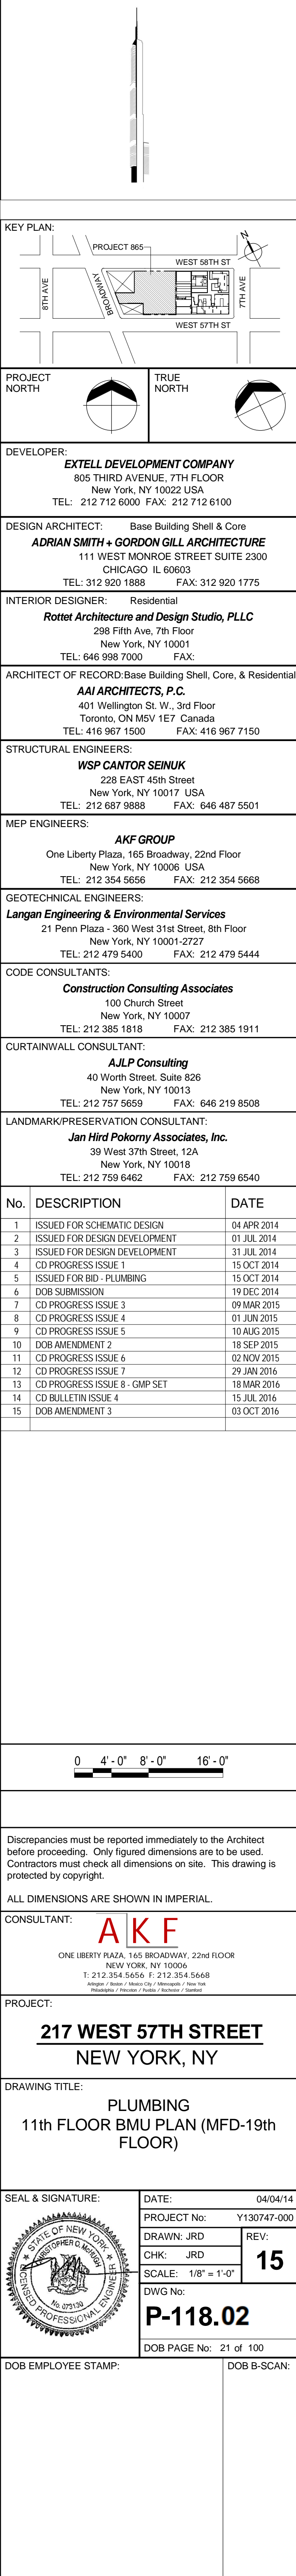 KEY PLAN:
N
PROJECT 865
WEST 58TH ST
8TH AVE
BROADWAY
7TH AVE
WEST 57TH ST
PROJECT
NORTH
TRUE
NORTH
DEVELOPER:
EXTELL DEVELOPMENT COMPANY
805 THIRD AVENUE, 7TH FLOOR
New York, NY 10022 USA
TEL: 212 712 6000 FAX: 212 712 6100
DESIGN ARCHITECT: Base Building Shell & Core
ADRIAN SMITH + GORDON GILL ARCHITECTURE
111 WEST MONROE STREET SUITE 2300
CHICAGO IL 60603
TEL: 312 920 1888 FAX: 312 920 1775
INTERIOR DESIGNER: Residential
Rottet Architecture and Design Studio, PLLC
298 Fifth Ave, 7th Floor
New York, NY 10001
TEL: 646 998 7000 FAX:
ARCHITECT OF RECORD:Base Building Shell, Core, & Residential
AAI ARCHITECTS, P.C.
401 Wellington St. W., 3rd Floor
Toronto, ON M5V 1E7 Canada
TEL: 416 967 1500 FAX: 416 967 7150
STRUCTURAL ENGINEERS:
WSP CANTOR SEINUK
228 EAST 45th Street
New York, NY 10017 USA
TEL: 212 687 9888 FAX: 646 487 5501
MEP ENGINEERS:
AKF GROUP
One Liberty Plaza, 165 Broadway, 22nd Floor
New York, NY 10006 USA
TEL: 212 354 5656 FAX: 212 354 5668
GEOTECHNICAL ENGINEERS:
Langan Engineering & Environmental Services
21 Penn Plaza - 360 West 31st Street, 8th Floor
New York, NY 10001-2727
TEL: 212 479 5400 FAX: 212 479 5444
CODE CONSULTANTS:
Construction Consulting Associates
100 Church Street
New York, NY 10007
TEL: 212 385 1818 FAX: 212 385 1911
CURTAINWALL CONSULTANT:
AJLP Consulting
40 Worth Street. Suite 826
New York, NY 10013
TEL: 212 757 5659 FAX: 646 219 8508
LANDMARK/PRESERVATION CONSULTANT:
Jan Hird Pokorny Associates, Inc.
39 West 37th Street, 12A
New York, NY 10018
TEL: 212 759 6462 FAX: 212 759 6540
No. DESCRIPTION DATE
1 ISSUED FOR SCHEMATIC DESIGN 04 APR 2014
2 ISSUED FOR DESIGN DEVELOPMENT 01 JUL 2014
3 ISSUED FOR DESIGN DEVELOPMENT 31 JUL 2014
4 CD PROGRESS ISSUE 1 15 OCT 2014
5 ISSUED FOR BID - PLUMBING 15 OCT 2014
6 DOB SUBMISSION 19 DEC 2014
7 CD PROGRESS ISSUE 3 09 MAR 2015
8 CD PROGRESS ISSUE 4 01 JUN 2015
9 CD PROGRESS ISSUE 5 10 AUG 2015
10 DOB AMENDMENT 2 18 SEP 2015
11 CD PROGRESS ISSUE 6 02 NOV 2015
12 CD PROGRESS ISSUE 7 29 JAN 2016
13 CD PROGRESS ISSUE 8 - GMP SET 18 MAR 2016
14 CD BULLETIN ISSUE 4 15 JUL 2016
15 DOB AMENDMENT 3 03 OCT 2016
0 4' - 0" 8' - 0" 16' - 0"
Discrepancies must be reported immediately to the Architect
before proceeding. Only figured dimensions are to be used.
Contractors must check all dimensions on site. This drawing is
protected by copyright.
ALL DIMENSIONS ARE SHOWN IN IMPERIAL.
CONSULTANT:
AKF
ONE LIBERTY PLAZA, 165 BROADWAY, 22nd FLOOR
NEW YORK, NY 10006
T: 212.354.5656 F: 212.354.5668
Arlington / Boston / Mexico City / Minneapolis / New York
Philadelphia / Princeton / Puebla / Rochester / Stamford
PROJECT:
217 WEST 57TH STREET
NEW YORK, NY
DRAWING TITLE:
PLUMBING
11th FLOOR BMU PLAN (MFD-19th
FLOOR)
SEAL & SIGNATURE:
STATE OF NEW YORK
CHRISTOPHER O.
No. 073130
LICENSED PROFESSIONAL ENGINEER
DATE: 04/04/14
PROJECT No: Y130747-000
DRAWN: JRD
CHK: JRD
SCALE: 1/8" = 1'-0"
REV:
15
DWG No:
P-118.02
DOB PAGE No: 21 of 100
DOB EMPLOYEE STAMP:
DOB B-SCAN: